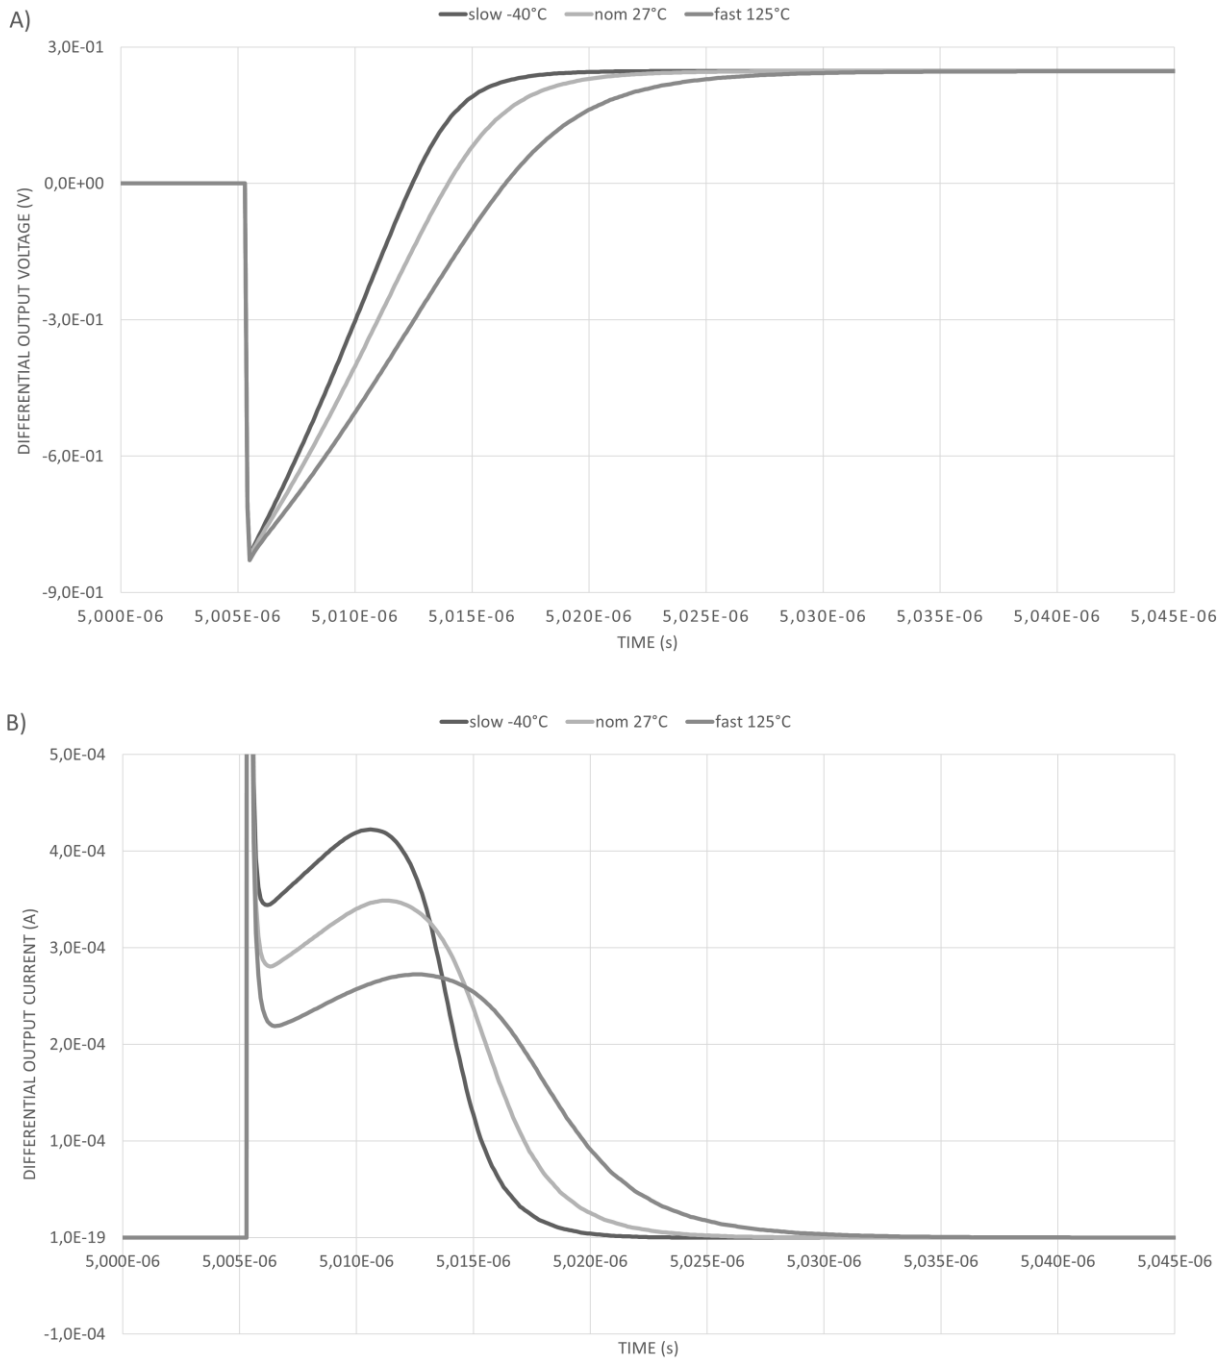 A)
slow -40°C nom 27°C fast 125°C
3,0E-01
0,0E+00
-3,0E-01
-6,0E-01
-9,0E-01
DIFFERENTIAL OUTPUT VOLTAGE (V)
5,000E-06 5,005E-06 5,010E-06 5,015E-06 5,020E-06 5,025E-06 5,030E-06 5,035E-06 5,040E-06 5,045E-06
TIME (s)
B)
slow -40°C nom 27°C fast 125°C
5,0E-04
4,0E-04
3,0E-04
2,0E-04
1,0E-04
1,0E-19
-1,0E-04
DIFFERENTIAL OUTPUT CURRENT (A)
5,000E-06 5,005E-06 5,010E-06 5,015E-06 5,020E-06 5,025E-06 5,030E-06 5,035E-06 5,040E-06 5,045E-06
TIME (s)